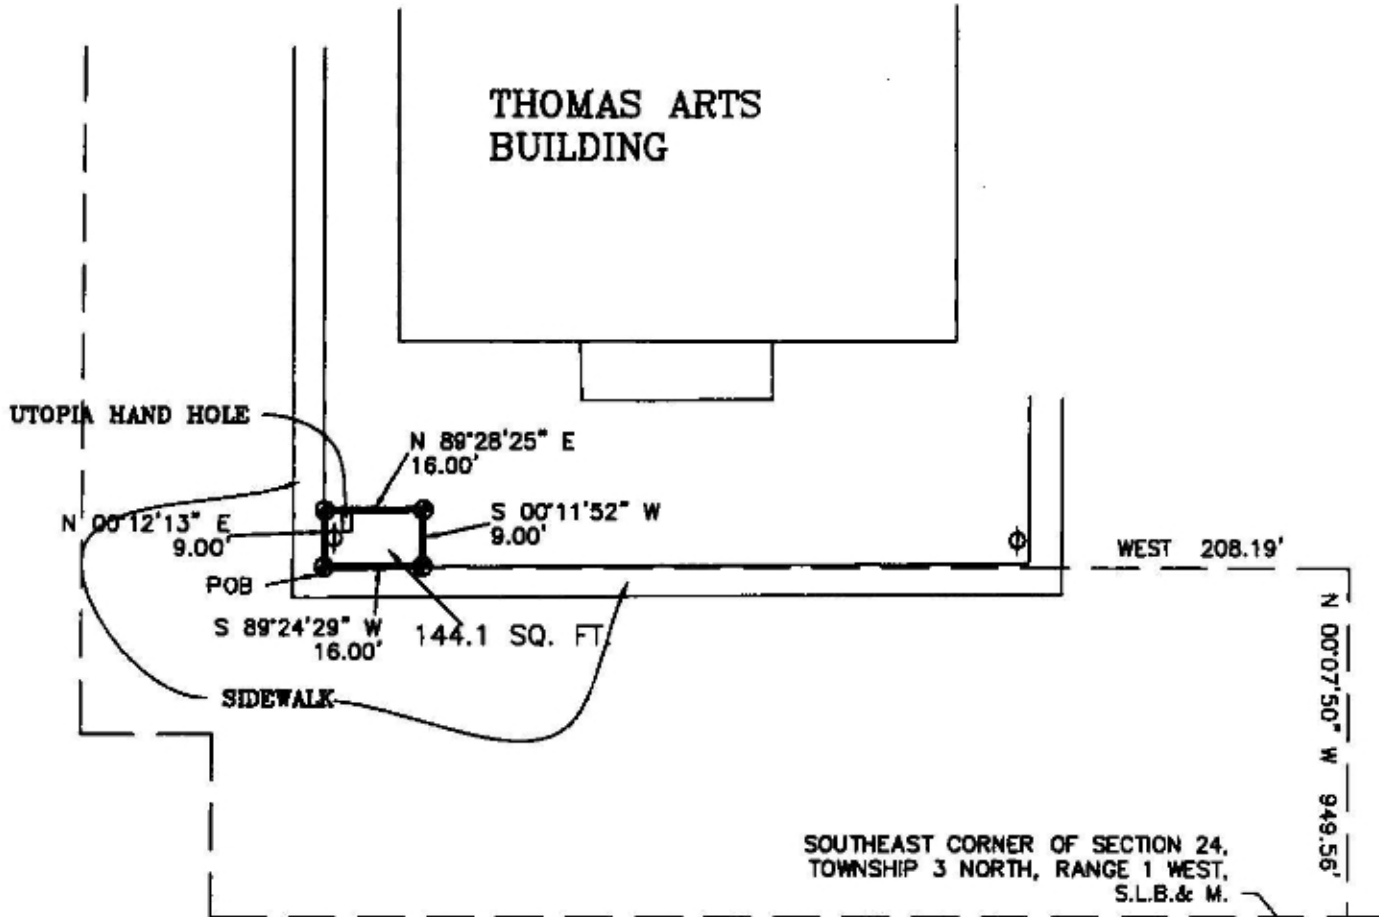 THOMAS ARTS
BUILDING
UTOPIA HAND HOLE
N 89°28'25" E
16.00'
N 00°12'13" E
9.00'
S 00°11'52" W
9.00'
WEST 208.19'
POB
S 89°24'29" W
16.00'
144.1 SQ. FT.
SIDEWALK
N 00°07'50" W 949.56'
SOUTHEAST CORNER OF SECTION 24,
TOWNSHIP 3 NORTH, RANGE 1 WEST,
S.L.B.& M.